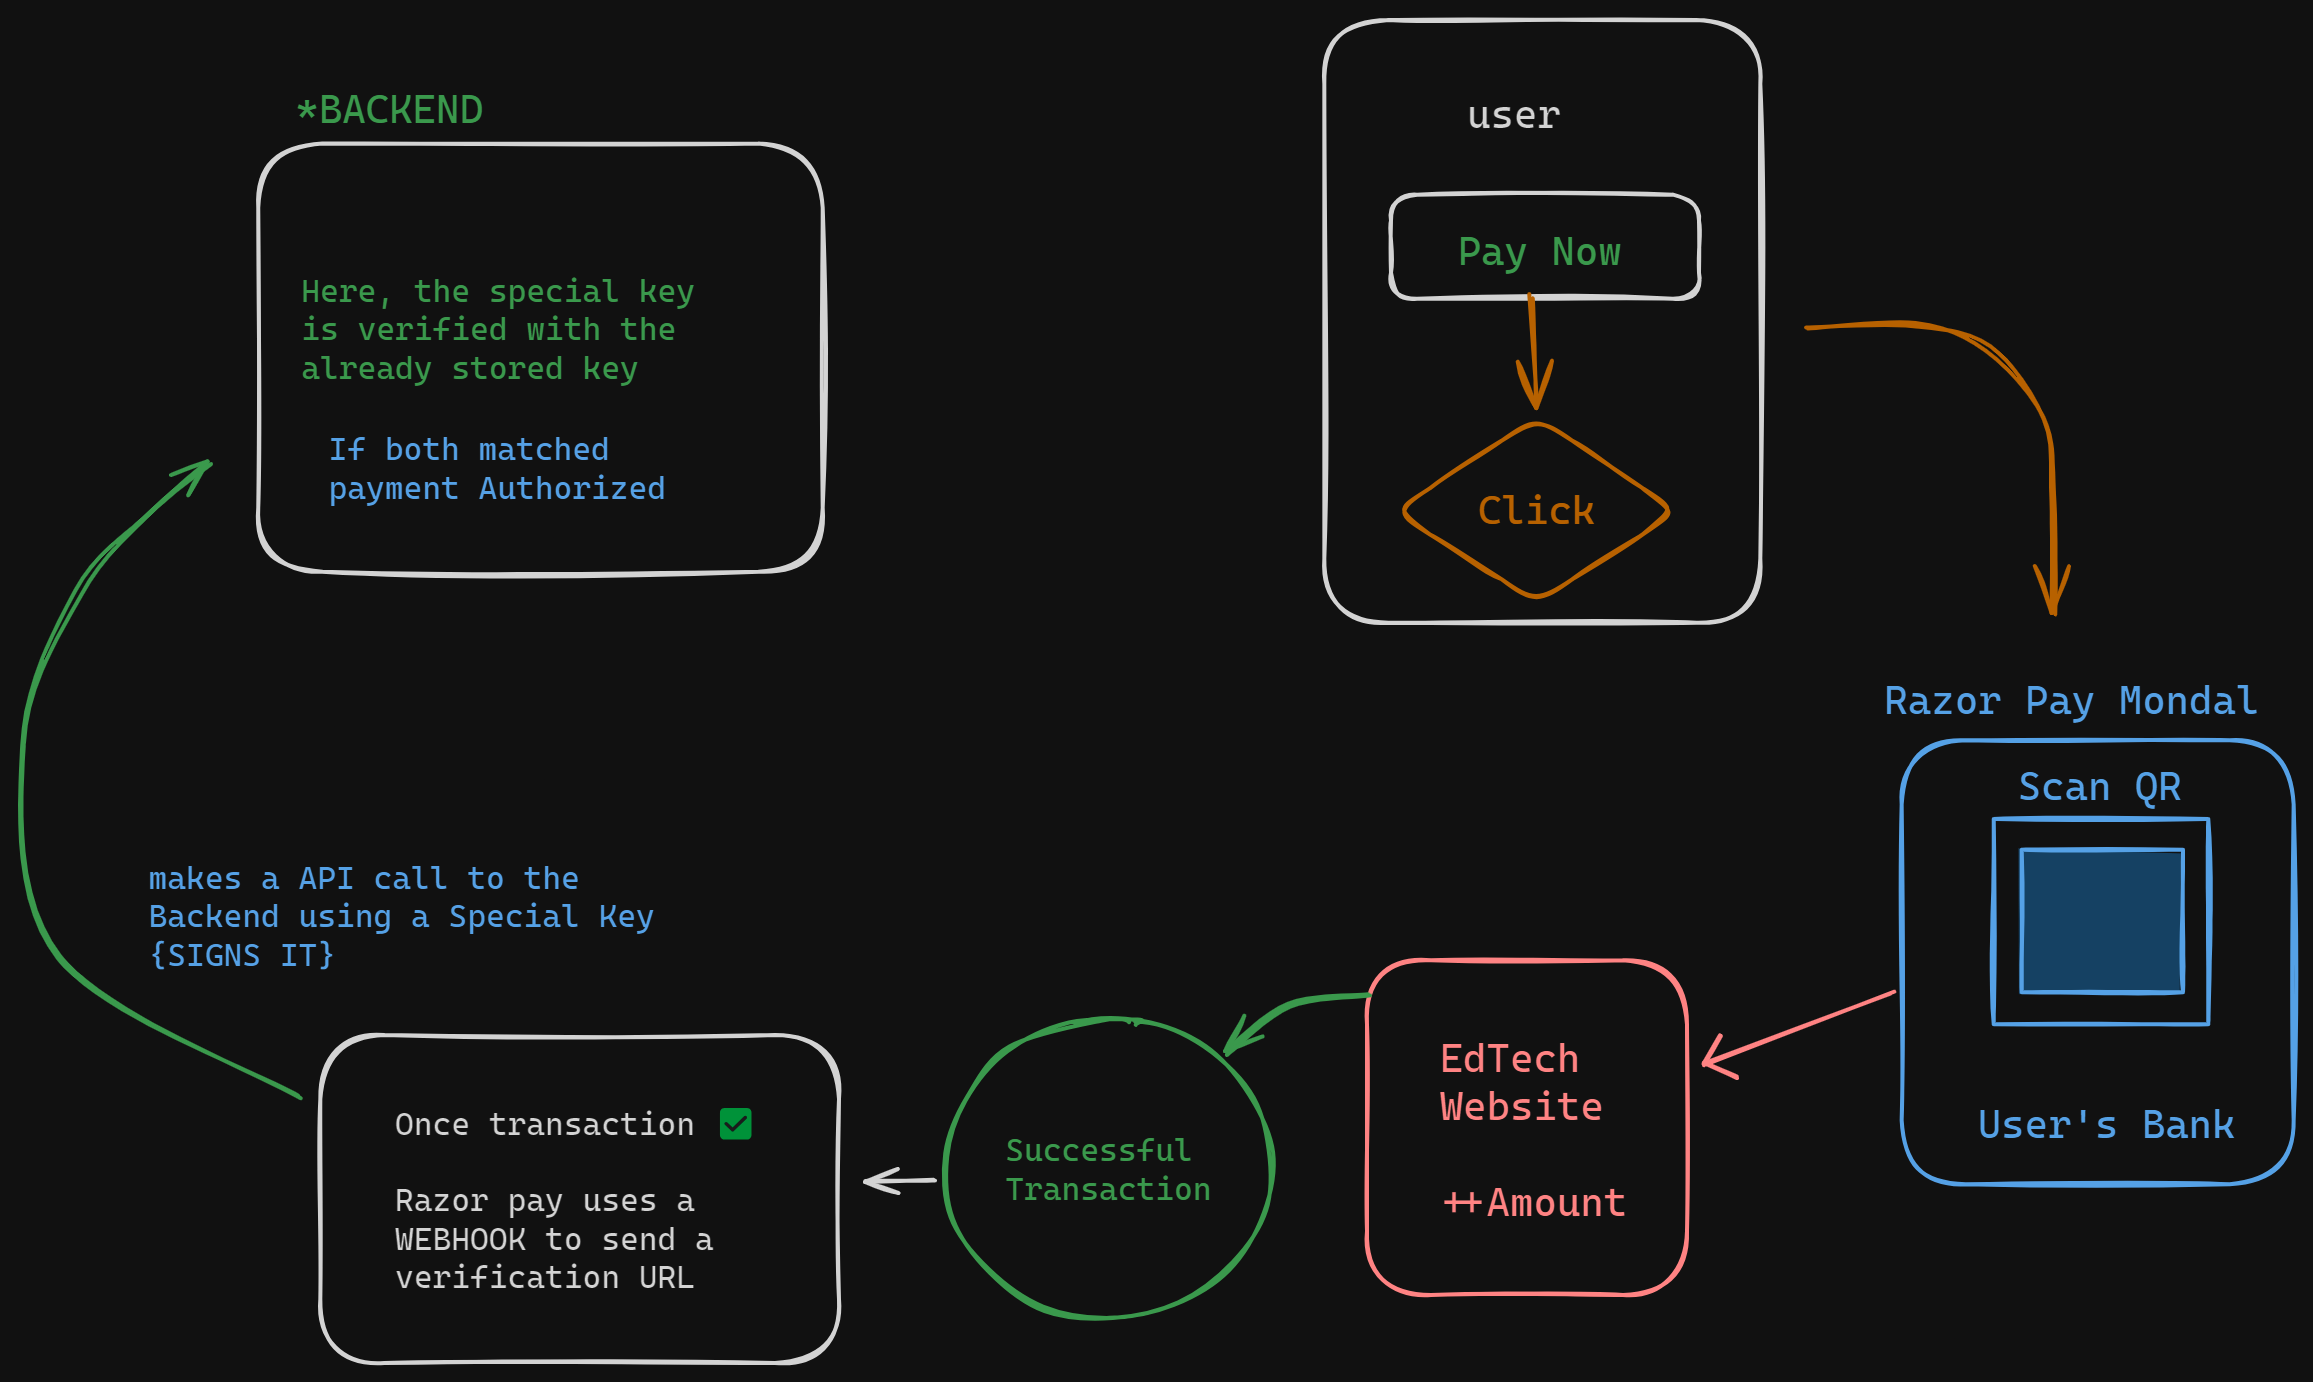 *BACKEND
Here, the special key
is verified with the
already stored key
If both matched
payment Authorized
user
Pay Now
Click
Razor Pay Mondal
Scan QR
User's Bank
EdTech
Website
++Amount
Successful
Transaction
Once transaction ✅
Razor pay uses a
WEBHOOK to send a
verification URL
makes a API call to the
Backend using a Special Key
{SIGNS IT}